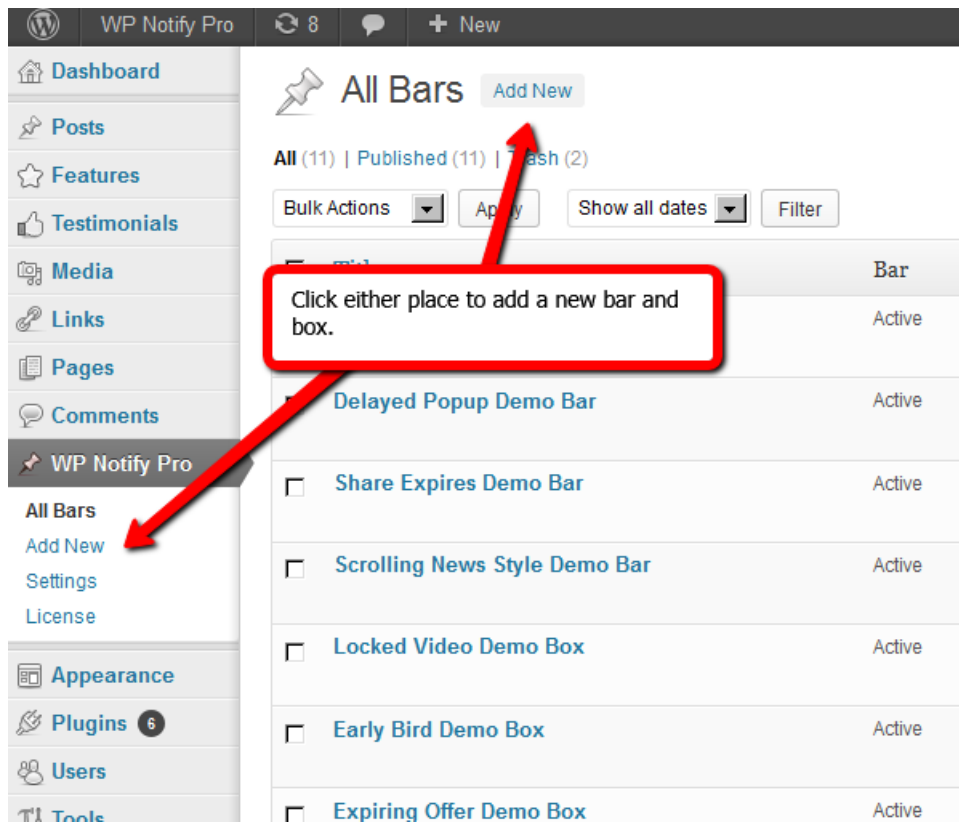 WP Notify Pro 8 + New
Dashboard
Posts
Features
Testimonials
Media
Links
Pages
Comments
WP Notify Pro
All Bars
Add New
Settings
License
Appearance
Plugins 6
Users
Tools
All Bars Add New
All (11) | Published (11) | Trash (2)
Bulk Actions Apply Show all dates Filter
Title Bar
Click either place to add a new bar and
box.
Active
Delayed Popup Demo Bar Active
Share Expires Demo Bar Active
Scrolling News Style Demo Bar Active
Locked Video Demo Box Active
Early Bird Demo Box Active
Expiring Offer Demo Box Active